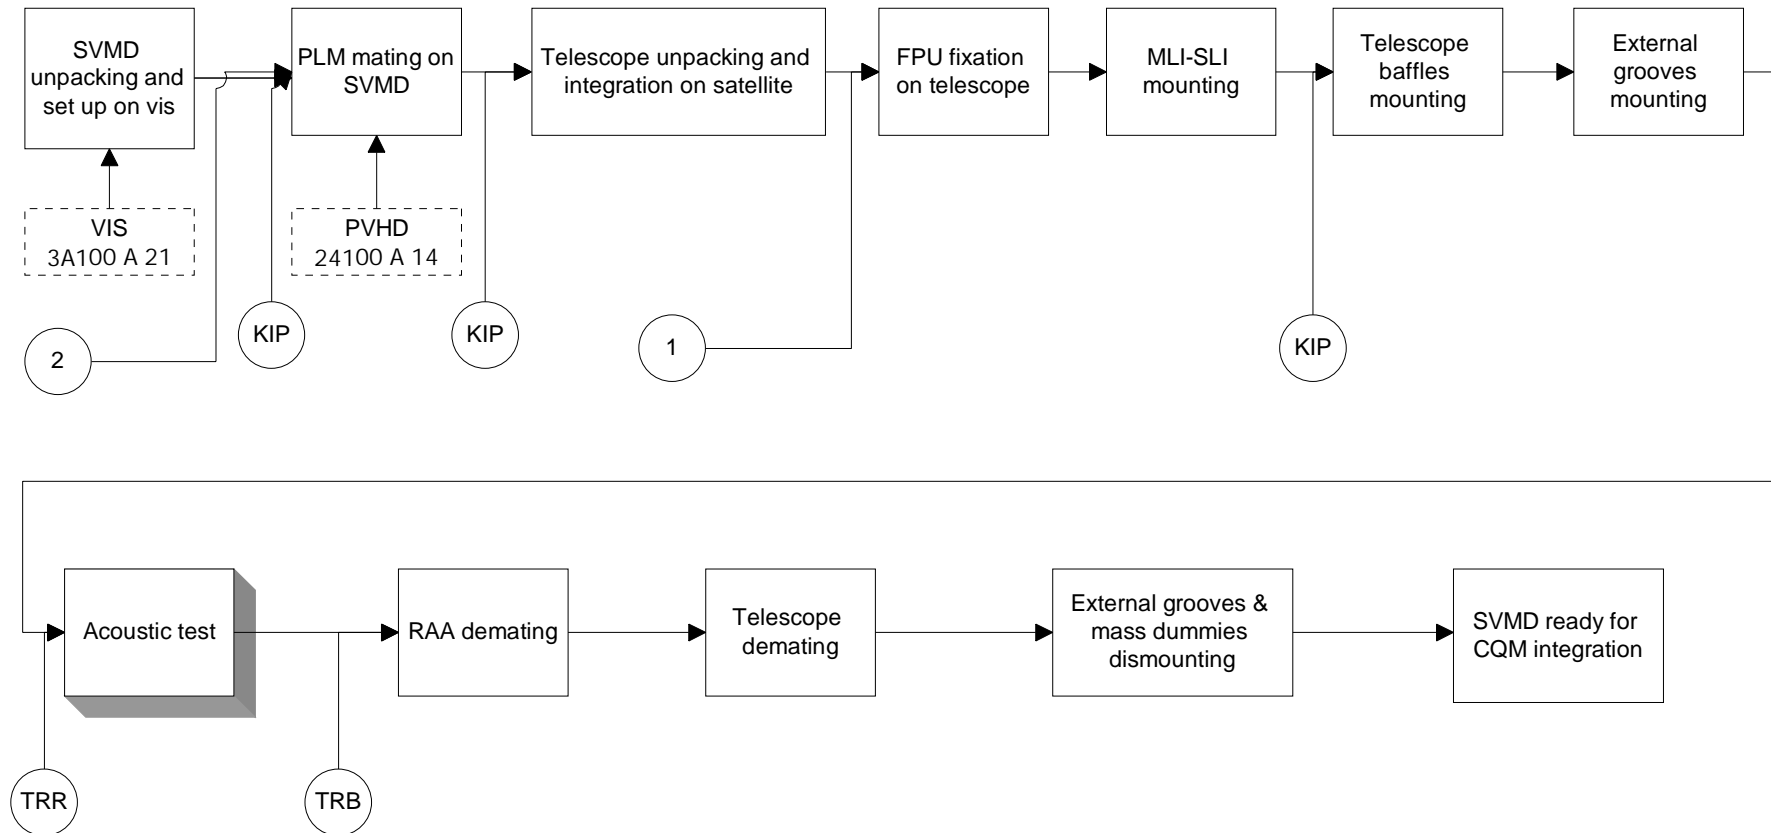 SVMD
unpacking and
set up on vis
PLM mating on
SVMD
Telescope unpacking and
integration on satellite
FPU fixation
on telescope
MLI-SLI
mounting
Telescope
baffles
mounting
External
grooves
mounting
VIS
3A100 A 21
PVHD
24100 A 14
2
KIP
KIP
1
KIP
Acoustic test
RAA demating
Telescope
demating
External grooves &
mass dummies
dismounting
SVMD ready for
CQM integration
TRR
TRB